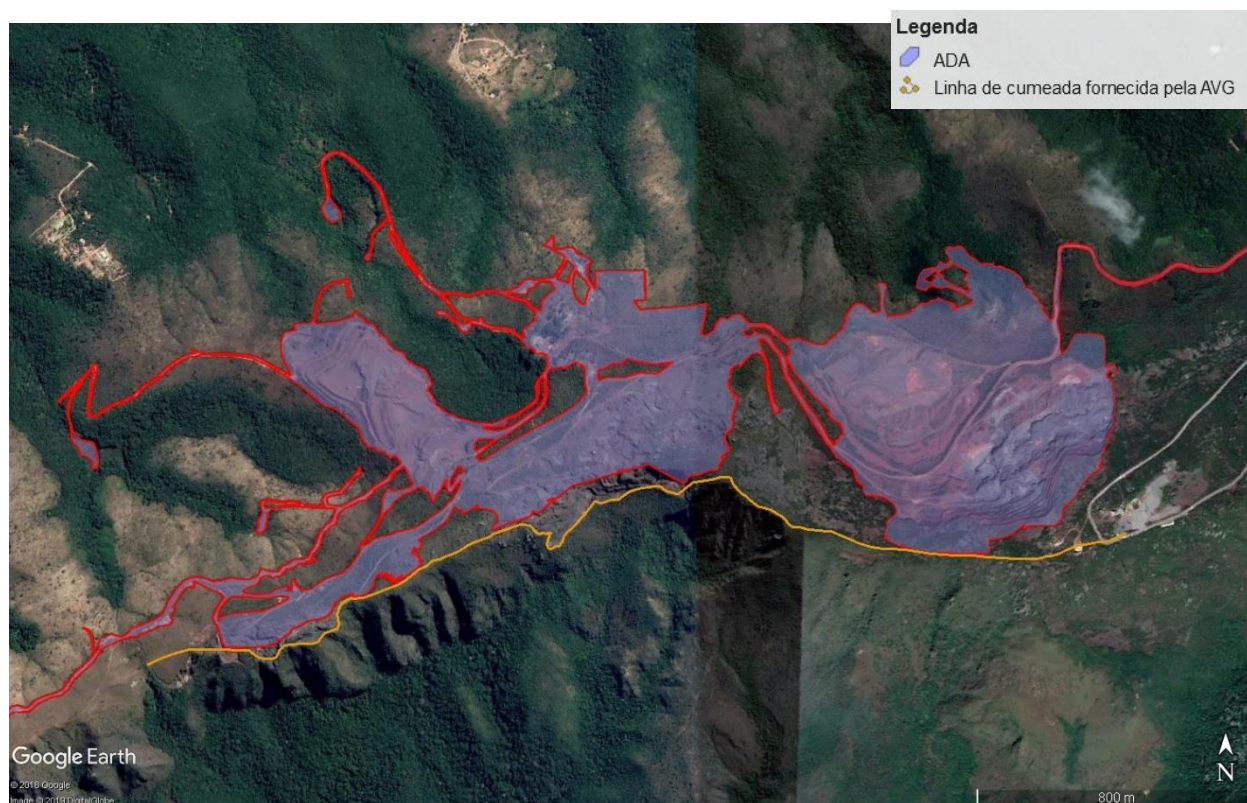 Legenda
ADA
Linha de cumeada fornecida pela AVG
Google Earth
© 2018 Google
Image © 2019 DigitalGlobe
N
800 m